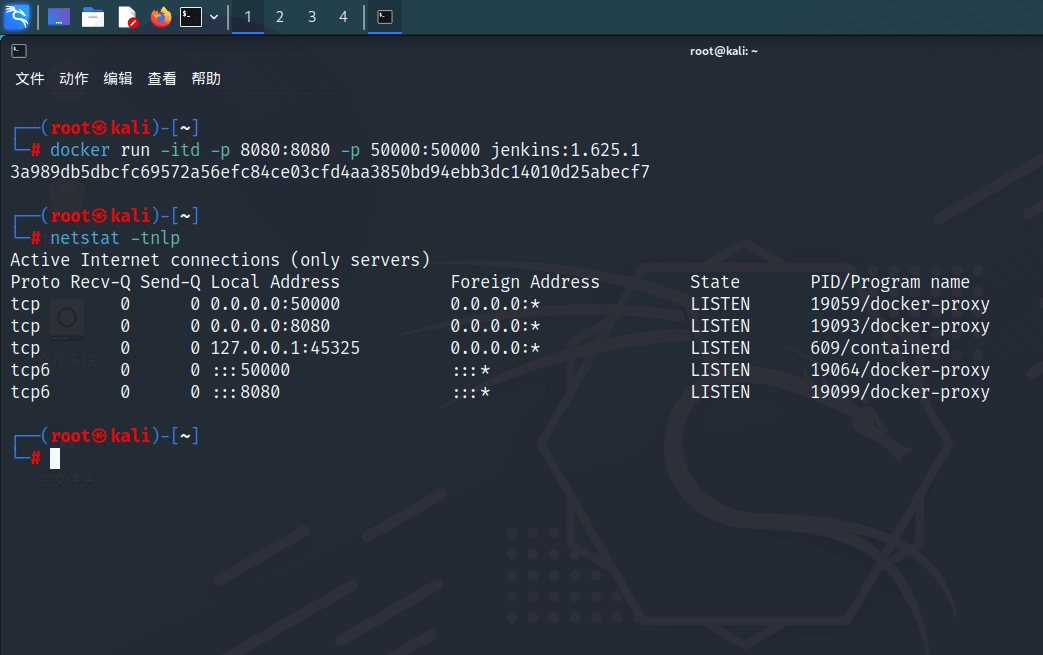 1 2 3 4
root@kali: ~
文件 动作 编辑 查看 帮助
┌──(root㉿kali)-[~]
└─# docker run -itd -p 8080:8080 -p 50000:50000 jenkins:1.625.1
3a989db5dbcfc69572a56efc84ce03cfd4aa3850bd94ebb3dc14010d25abecf7
┌──(root㉿kali)-[~]
└─# netstat -tnlp
Active Internet connections (only servers)
Proto Recv-Q Send-Q Local Address           Foreign Address         State       PID/Program name
tcp        0      0 0.0.0.0:50000           0.0.0.0:*               LISTEN      19059/docker-proxy
tcp        0      0 0.0.0.0:8080            0.0.0.0:*               LISTEN      19093/docker-proxy
tcp        0      0 127.0.0.1:45325         0.0.0.0:*               LISTEN      609/containerd
tcp6       0      0 :::50000                :::*                    LISTEN      19064/docker-proxy
tcp6       0      0 :::8080                 :::*                    LISTEN      19099/docker-proxy
┌──(root㉿kali)-[~]
└─#
主文件夹